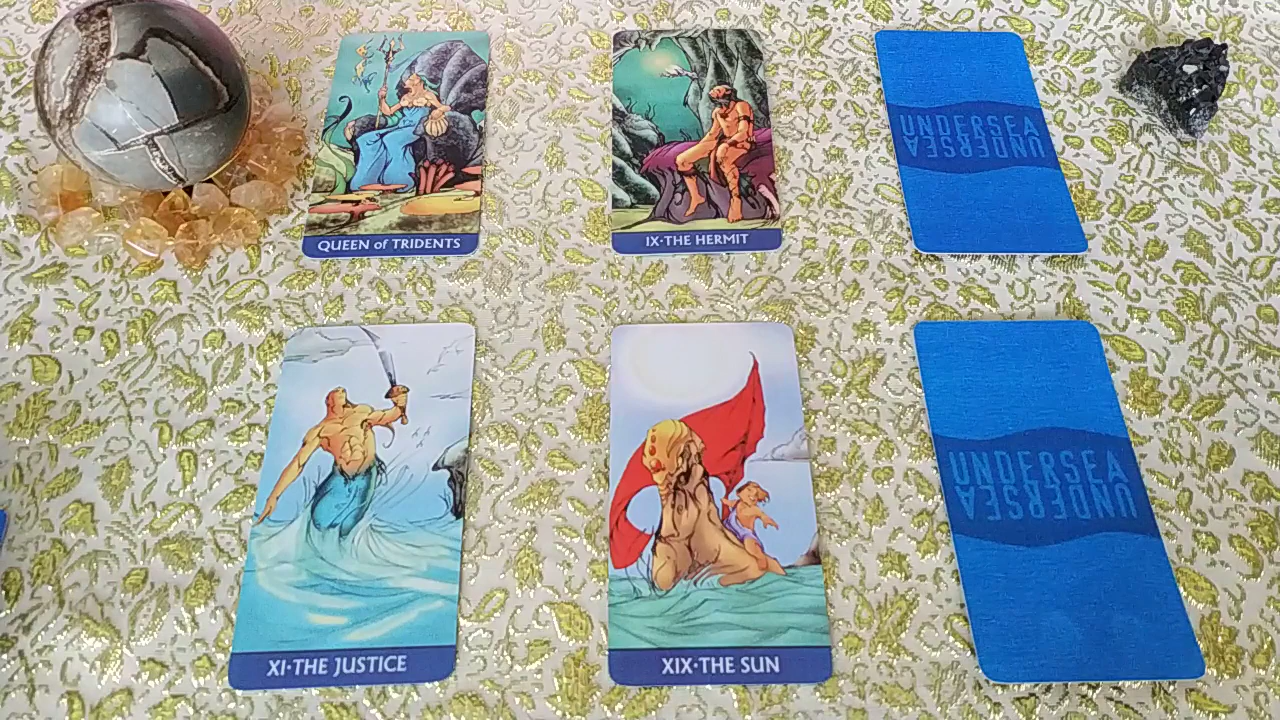 QUEEN of TRIDENTS
IX·THE HERMIT
UNDERSEA
UNDERSEA
XI·THE JUSTICE
XIX·THE SUN
UNDERSEA
UNDERSEA